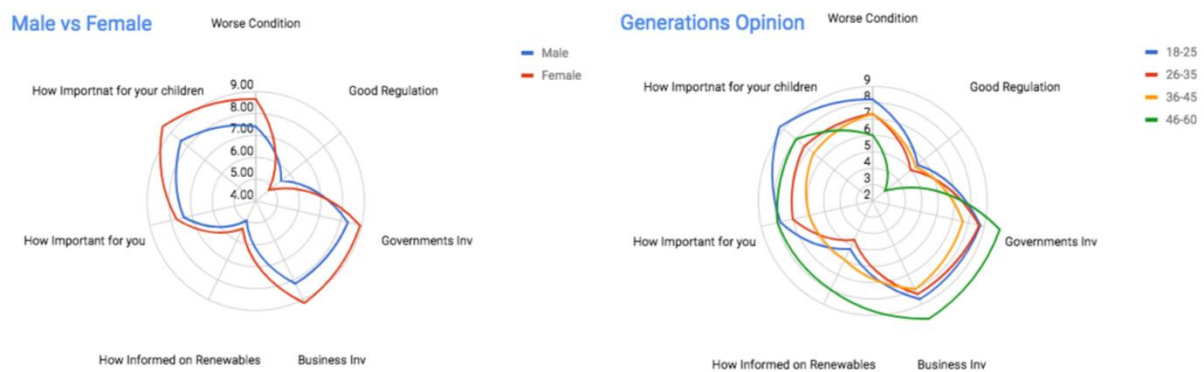 Male vs Female
Worse Condition
Male
Female
How Importnat for your children
Good Regulation
9.00
8.00
7.00
6.00
5.00
4.00
How Important for you
Governments Inv
How Informed on Renewables
Business Inv
Generations Opinion
Worse Condition
18-25
26-35
36-45
46-60
How Importnat for your children
Good Regulation
9
8
7
6
5
4
3
2
How Important for you
Governments Inv
How Informed on Renewables
Business Inv